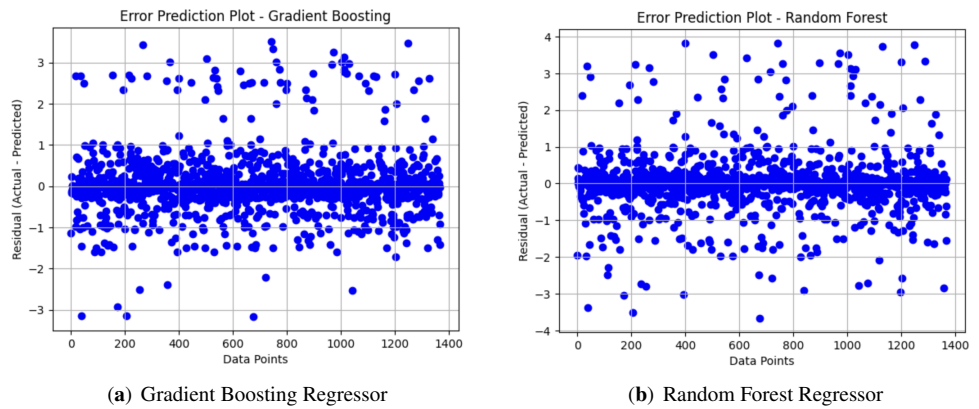 Error Prediction Plot - Gradient Boosting
Residual (Actual - Predicted)
3
2
1
0
−1
−2
−3
0 200 400 600 800 1000 1200 1400
Data Points
(a) Gradient Boosting Regressor
Error Prediction Plot - Random Forest
Residual (Actual - Predicted)
4
3
2
1
0
−1
−2
−3
−4
0 200 400 600 800 1000 1200 1400
Data Points
(b) Random Forest Regressor